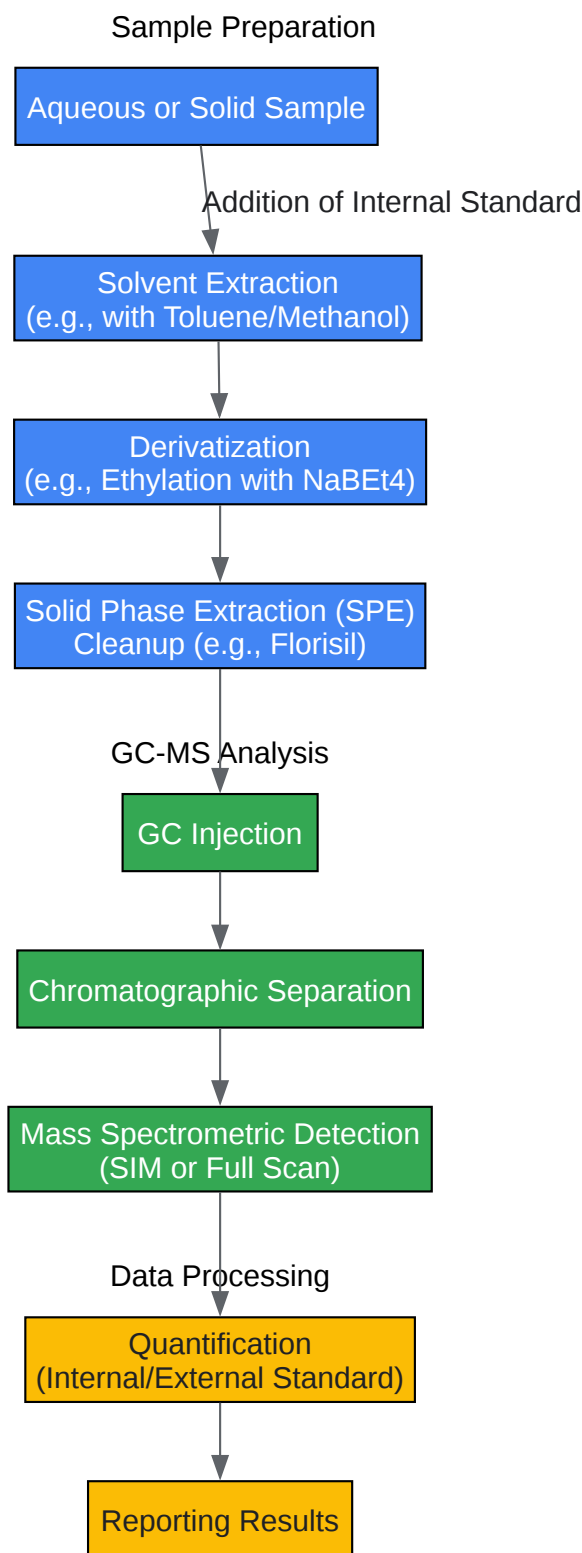 Sample Preparation
Aqueous or Solid Sample
Addition of Internal Standard
Solvent Extraction
(e.g., with Toluene/Methanol)
Derivatization
(e.g., Ethylation with NaBEt4)
Solid Phase Extraction (SPE)
Cleanup (e.g., Florisil)
GC-MS Analysis
GC Injection
Chromatographic Separation
Mass Spectrometric Detection
(SIM or Full Scan)
Data Processing
Quantification
(Internal/External Standard)
Reporting Results